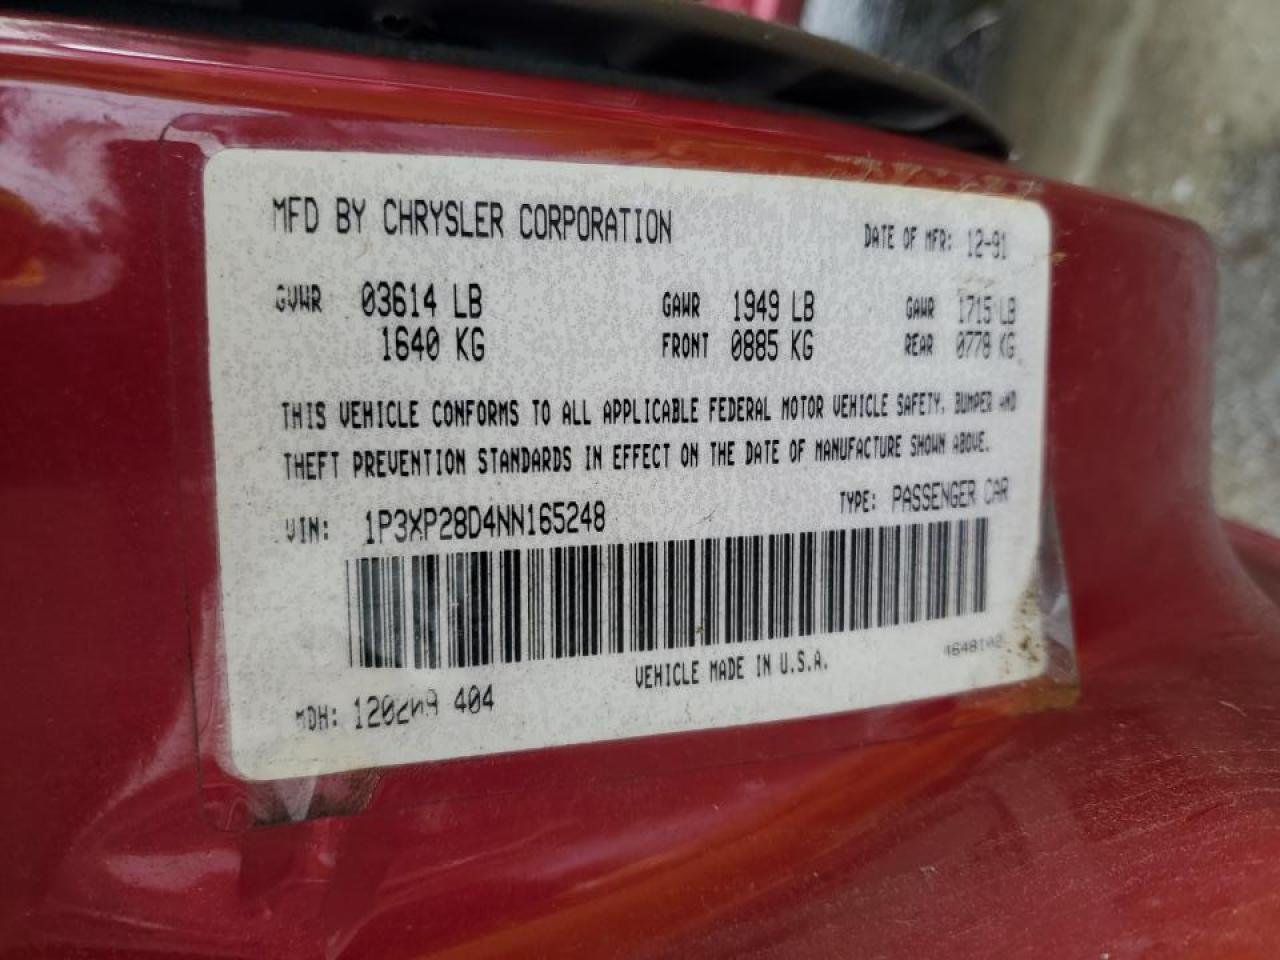 MFD BY CHRYSLER CORPORATION DATE OF MFR: 12-91
GVWR 03614 LB GAWR 1949 LB GAWR 1715 LB
1640 KG FRONT 0885 KG REAR 0778 KG
THIS VEHICLE CONFORMS TO ALL APPLICABLE FEDERAL MOTOR VEHICLE SAFETY, BUMPER AND
THEFT PREVENTION STANDARDS IN EFFECT ON THE DATE OF MANUFACTURE SHOWN ABOVE.
VIN: 1P3XP28D4NN165248 TYPE: PASSENGER CAR
VEHICLE MADE IN U.S.A.
MDH: 404